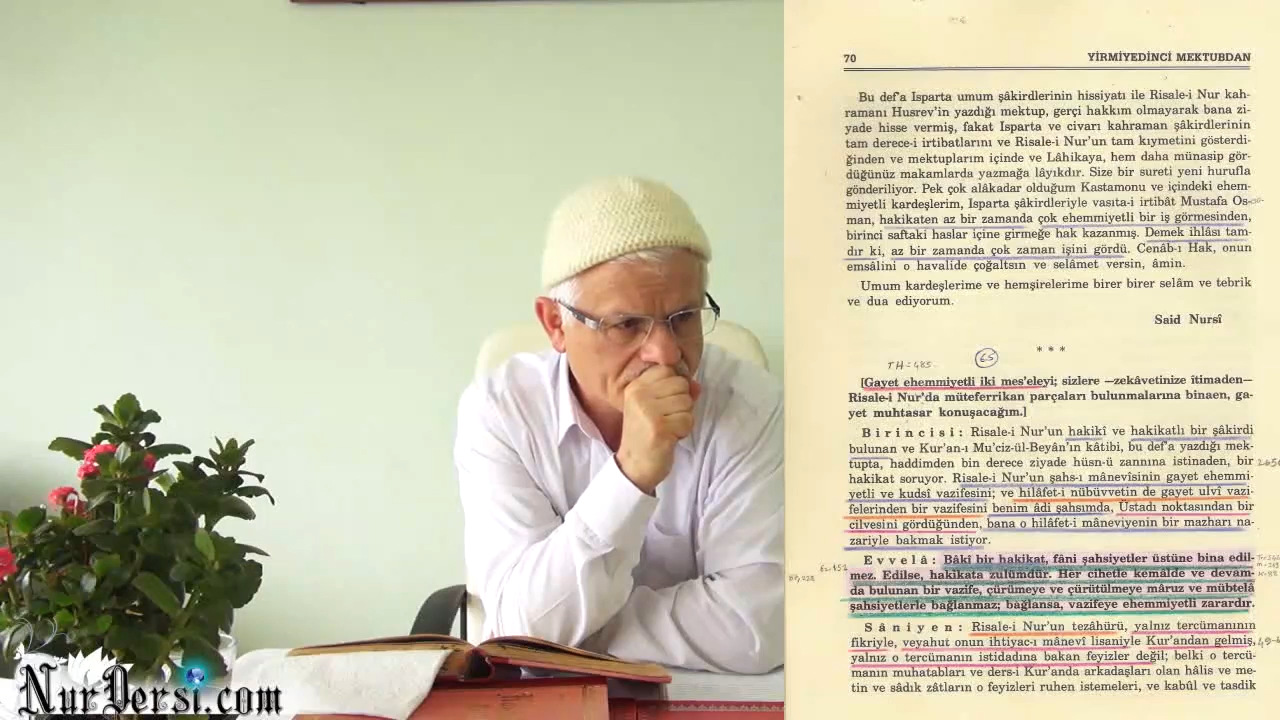 70
YİRMİYEDİNCİ MEKTUBDAN
Bu def'a Isparta umum şâkirdlerinin hissiyatı ile Risale-i Nur kah-
ramanı Husrev'in yazdığı mektup, gerçi hakkım olmayarak bana zi-
yade hisse vermiş, fakat Isparta ve civarı kahraman şâkirdlerinin
tam derece-i irtibatlarını ve Risale-i Nur'un tam kıymetini gösterdi-
ğinden ve mektuplarım içinde ve Lâhikaya, hem daha münasip gör-
düğünüz makamlarda yazmağa lâyıkdır. Size bir sureti yeni hurufla
gönderiliyor. Pek çok alâkadar olduğum Kastamonu ve içindeki ehem-
miyetli kardeşlerim, Isparta şâkirdleriyle vasıta-i irtibât Mustafa Os-
man, hakikaten az bir zamanda çok ehemmiyetli bir iş görmesinden,
birinci saftaki haslar içine girmeğe hak kazanmış. Demek ihlâsı tam-
dır ki, az bir zamanda çok zaman işini gördü. Cenâb-ı Hak, onun
emsâlini o havalide çoğaltsın ve selâmet versin, âmin.
Umum kardeşlerime ve hemşirelerime birer birer selâm ve tebrik
ve dua ediyorum.
Said Nursî
* * *
TH=485
65
[Gayet ehemmiyetli iki mes'eleyi; sizlere —zekâvetinize îtimaden—
Risale-i Nur'da müteferrikan parçaları bulunmalarına binaen, ga-
yet muhtasar konuşacağım.]
Birincisi: Risale-i Nur'un hakikî ve hakikatlı bir şâkirdi
bulunan ve Kur'an-ı Mu'ciz-ül-Beyân'ın kâtibi, bu def'a yazdığı mek-
tupta, haddimden bin derece ziyade hüsn-ü zannına istinaden, bir
hakikat soruyor. Risale-i Nur'un şahs-ı mânevîsinin gayet ehemmi-
yetli ve kudsî vazifesini; ve hilâfet-i nübüvvetin de gayet ulvî vazi-
felerinden bir vazifesini benim âdi şahsımda, Üstadı noktasından bir
cilvesini gördüğünden, bana o hilâfet-i mâneviyenin bir mazharı na-
zariyle bakmak istiyor.
Evvelâ: Bâkî bir hakikat, fâni şahsiyetler üstüne bina edil-
mez. Edilse, hakikata zulümdür. Her cihetle kemâlde ve devam-
da bulunan bir vazife, çürümeye ve çürütülmeye mâruz ve mübtelâ
şahsiyetlerle bağlanmaz; bağlansa, vazifeye ehemmiyetli zarardır.
Sâniyen: Risale-i Nur'un tezâhürü, yalnız tercümanının
fikriyle, veyahut onun ihtiyac-ı mânevî lisaniyle Kur'andan gelmiş,
yalnız o tercümanın istidadına bakan feyizler değil; belki o tercü-
manın muhatabları ve ders-i Kur'anda arkadaşları olan hâlis ve me-
tin ve sâdık zâtların o feyizleri ruhen istemeleri, ve kabûl ve tasdik
NurDersi.com